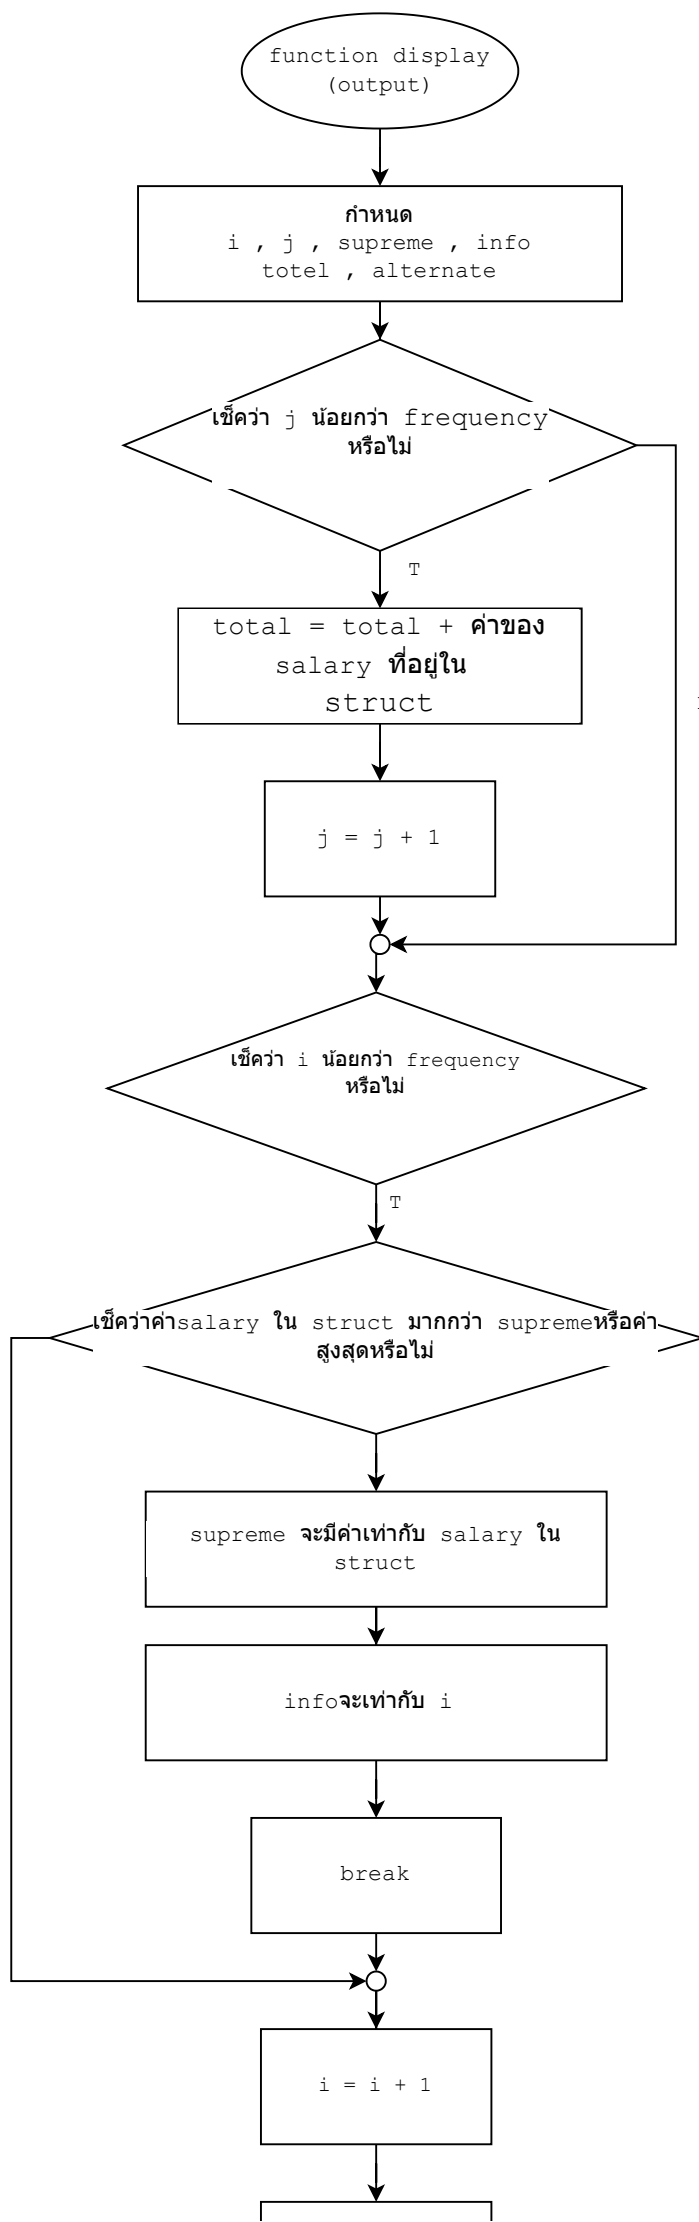 function display
(output)
กำหนด
i , j , supreme , info
totel , alternate
เช็คว่า j น้อยกว่า frequency
หรือไม่
T
total = total + ค่าของ
salary ที่อยู่ใน
struct
j = j + 1
เช็คว่า i น้อยกว่า frequency
หรือไม่
T
เช็คว่าค่าsalary ใน struct มากกว่า supremeหรือค่า
สูงสุดหรือไม่
supreme จะมีค่าเท่ากับ salary ใน
struct
infoจะเท่ากับ i
break
i = i + 1